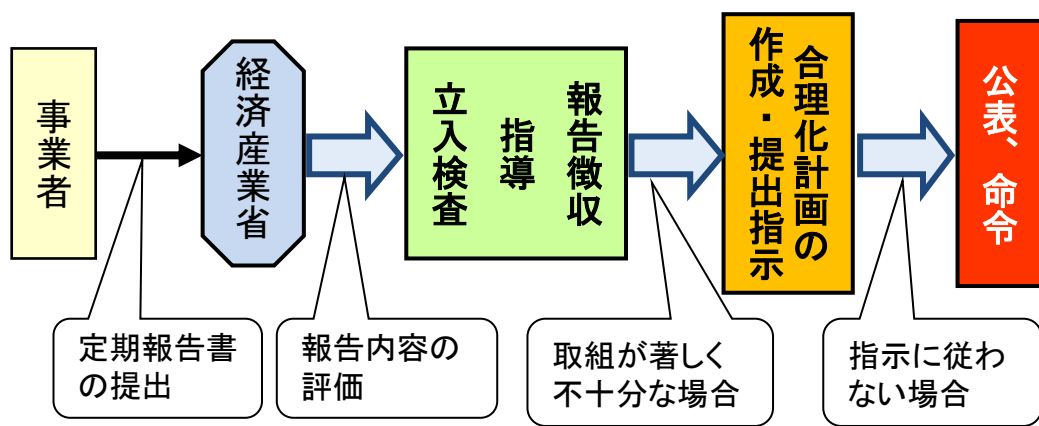 事業者
経済産業省
報告徴収
指導
立入検査
合理化計画の
作成・提出指示
公表、命令
定期報告書
の提出
報告内容の
評価
取組が著しく
不十分な場合
指示に従わ
ない場合